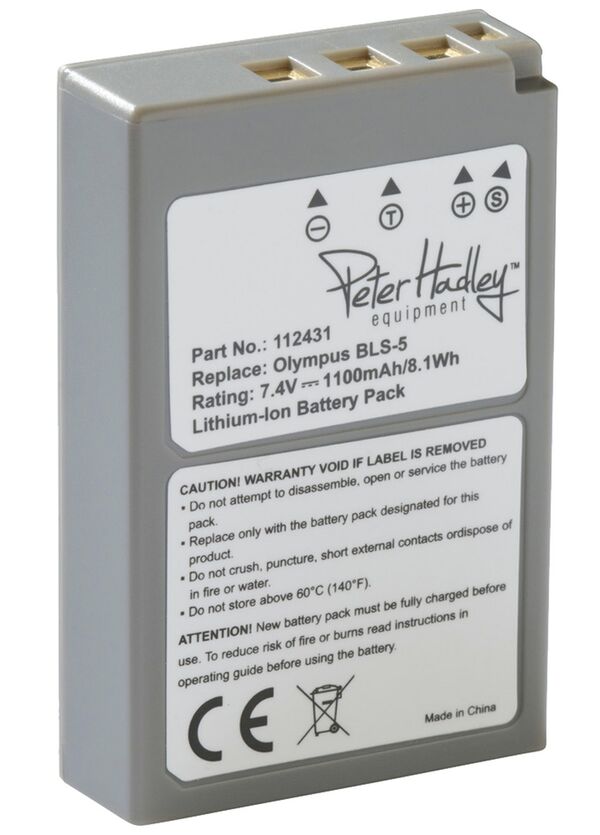 − T + S
Peter Hadley™
equipment
Part No.: 112431
Replace: Olympus BLS-5
Rating: 7.4V ⎓ 1100mAh/8.1Wh
Lithium-Ion Battery Pack
CAUTION! WARRANTY VOID IF LABEL IS REMOVED
• Do not attempt to disassemble, open or service the battery
pack.
• Replace only with the battery pack designated for this
product.
• Do not crush, puncture, short external contacts ordispose of
in fire or water.
• Do not store above 60°C (140°F).
ATTENTION! New battery pack must be fully charged before
use. To reduce risk of fire or burns read instructions in
operating guide before using the battery.
CE
Made in China